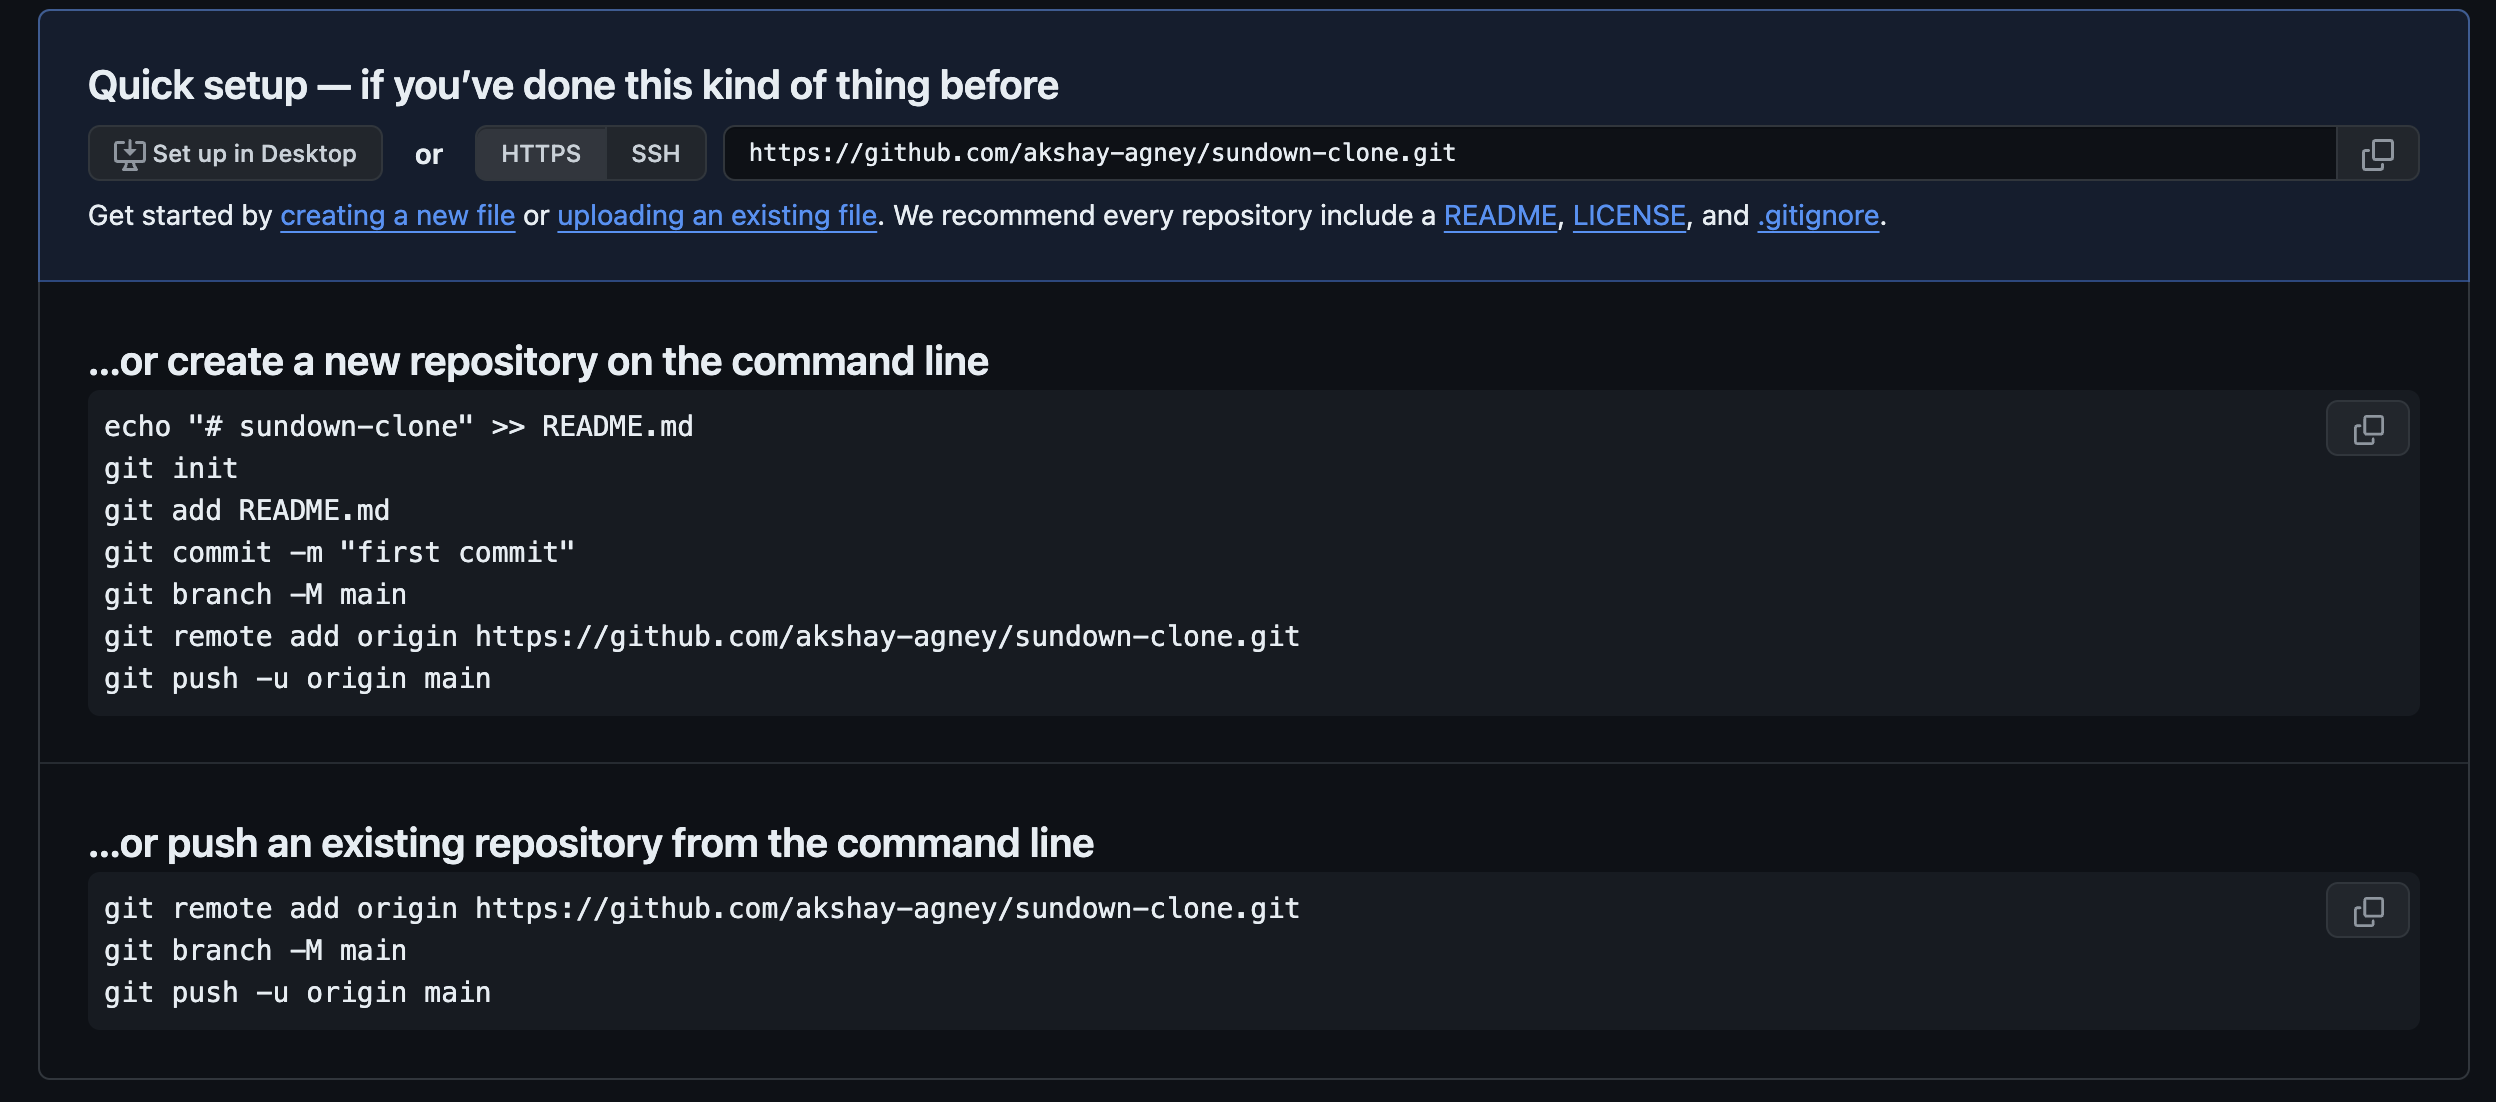 Quick setup — if you’ve done this kind of thing before
Set up in Desktop or HTTPS SSH https://github.com/akshay-agney/sundown-clone.git
Get started by creating a new file or uploading an existing file. We recommend every repository include a README, LICENSE, and .gitignore.
…or create a new repository on the command line
echo "# sundown-clone" >> README.md
git init
git add README.md
git commit -m "first commit"
git branch -M main
git remote add origin https://github.com/akshay-agney/sundown-clone.git
git push -u origin main
…or push an existing repository from the command line
git remote add origin https://github.com/akshay-agney/sundown-clone.git
git branch -M main
git push -u origin main